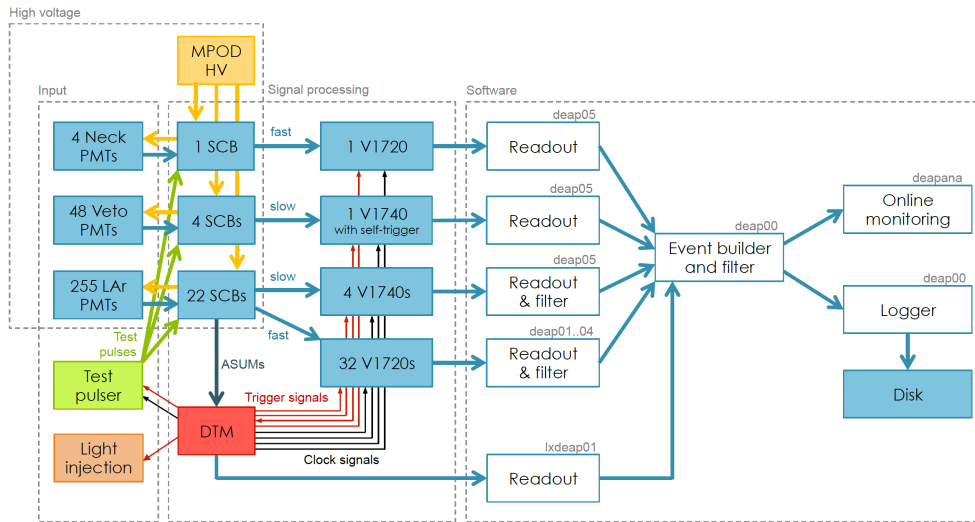 High voltage
MPOD
HV
Input
Signal processing
Software
4 Neck
PMTs
1 SCB
fast
1 V1720
deap05
Readout
48 Veto
PMTs
4 SCBs
slow
1 V1740
with self-trigger
deap05
Readout
deap00
Event builder
and filter
deapana
Online
monitoring
255 LAr
PMTs
22 SCBs
slow
4 V1740s
deap05
Readout
& filter
deap00
Logger
fast
32 V1720s
deap01..04
Readout
& filter
Disk
Test
pulses
ASUMs
Test
pulser
Trigger signals
DTM
Clock signals
Light
injection
lxdeap01
Readout